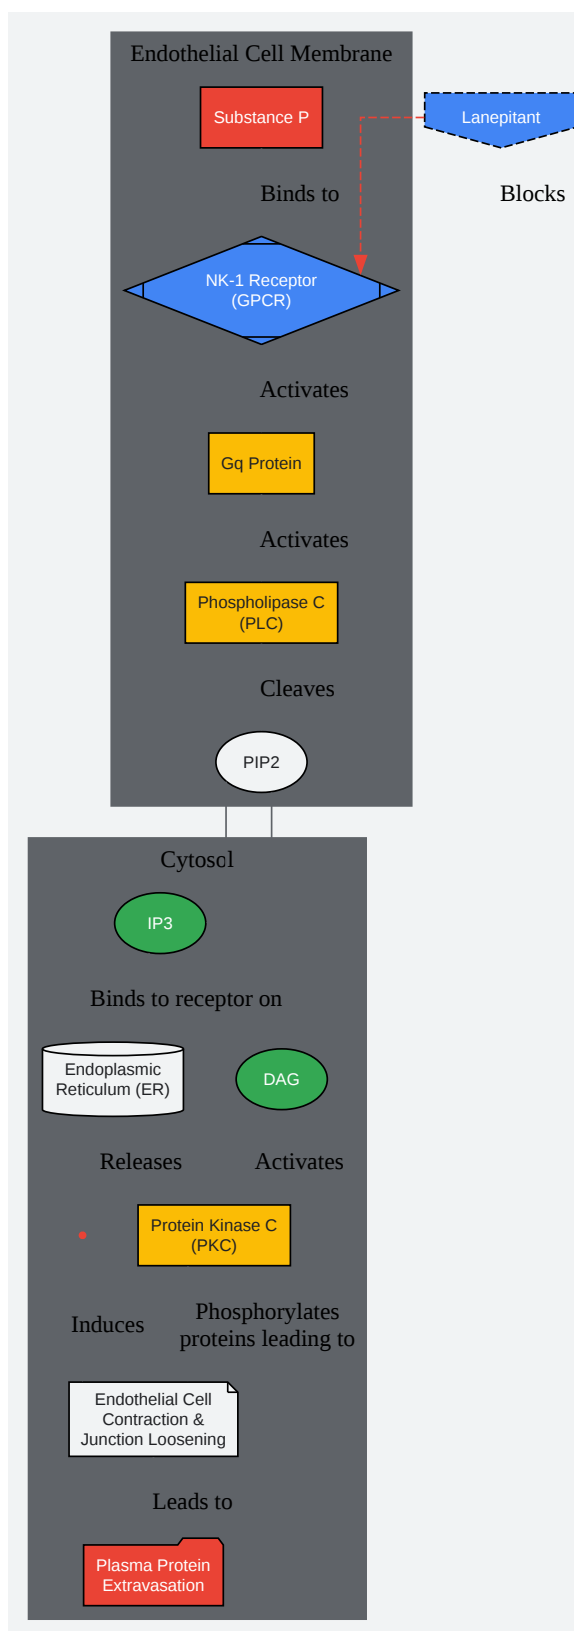 Endothelial Cell Membrane
Substance P
Lanepitant
Binds to
Blocks
NK-1 Receptor
(GPCR)
Activates
Gq Protein
Activates
Phospholipase C
(PLC)
Cleaves
PIP2
Cytosol
IP3
Binds to receptor on
Endoplasmic
Reticulum (ER)
DAG
Releases
Activates
Protein Kinase C
(PKC)
Induces
Phosphorylates
proteins leading to
Endothelial Cell
Contraction &
Junction Loosening
Leads to
Plasma Protein
Extravasation